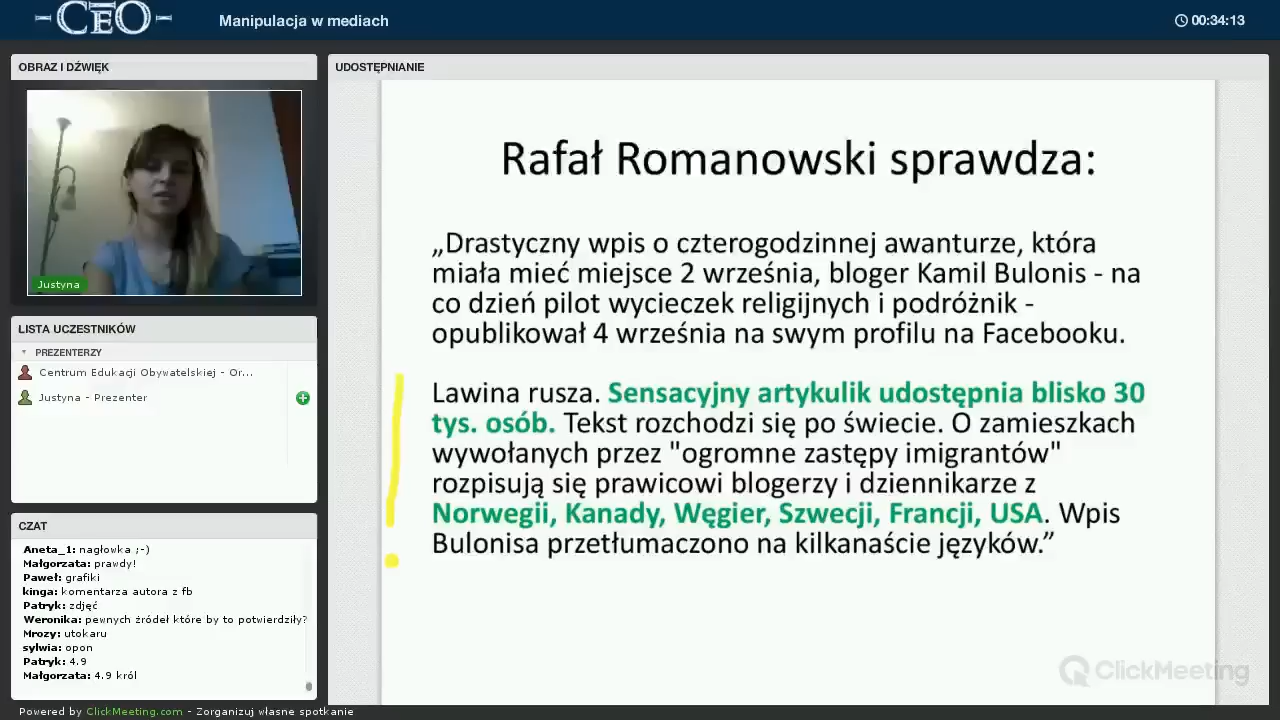 CEO
Manipulacja w mediach
00:34:13
OBRAZ I DŹWIĘK
Justyna
LISTA UCZESTNIKÓW
PREZENTERZY
Centrum Edukacji Obywatelskiej - Or...
Justyna - Prezenter
CZAT
Aneta_1: nagłowka ;-)
Małgorzata: prawdy!
Paweł: grafiki
kinga: komentarza autora z fb
Patryk: zdjęć
Weronika: pewnych źródeł które by to potwierdziły?
Mrozy: utokaru
sylwia: opon
Patryk: 4.9
Małgorzata: 4.9 król
UDOSTĘPNIANIE
Rafał Romanowski sprawdza:
„Drastyczny wpis o czterogodzinnej awanturze, która
miała mieć miejsce 2 września, bloger Kamil Bulonis - na
co dzień pilot wycieczek religijnych i podróżnik -
opublikował 4 września na swym profilu na Facebooku.
Lawina rusza. Sensacyjny artykulik udostępnia blisko 30
tys. osób. Tekst rozchodzi się po świecie. O zamieszkach
wywołanych przez "ogromne zastępy imigrantów"
rozpisują się prawicowi blogerzy i dziennikarze z
Norwegii, Kanady, Węgier, Szwecji, Francji, USA. Wpis
Bulonisa przetłumaczono na kilkanaście języków.”
ClickMeeting
Powered by ClickMeeting.com - Zorganizuj własne spotkanie